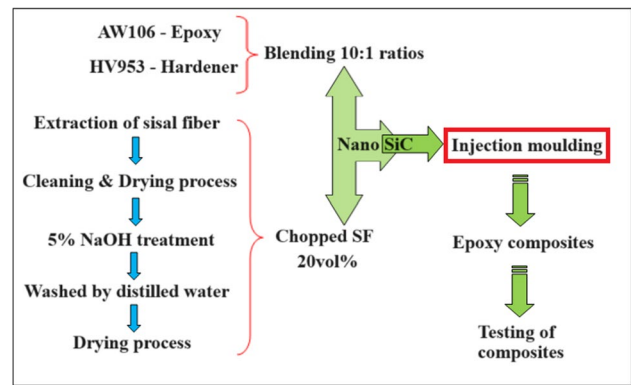 AW106 - Epoxy
HV953 - Hardener
Blending 10:1 ratios
Extraction of sisal fiber
Cleaning & Drying process
5% NaOH treatment
Washed by distilled water
Drying process
Chopped SF
20vol%
Nano SiC
Injection moulding
Epoxy composites
Testing of
composites